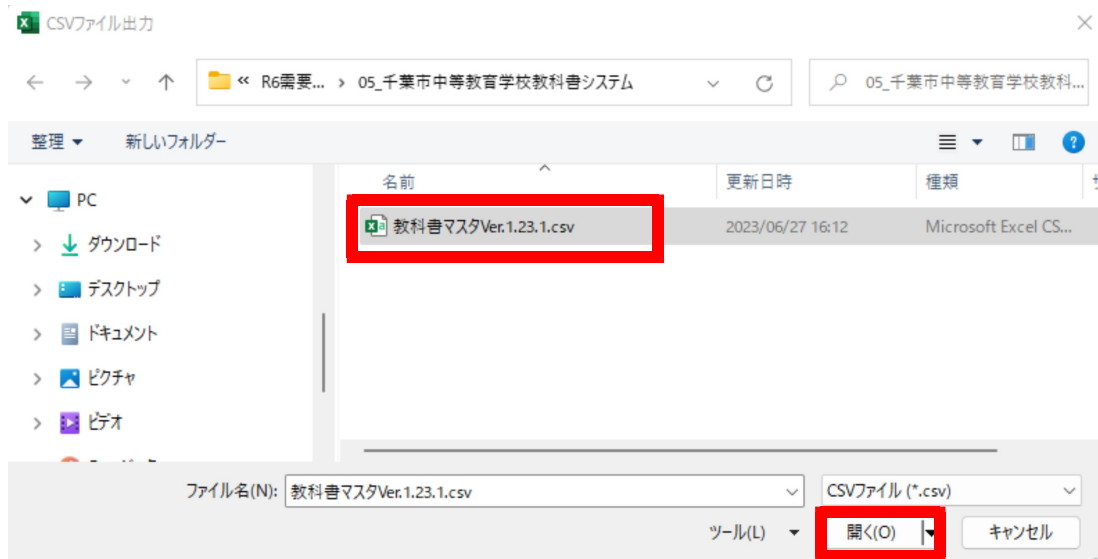 CSVファイル出力
« R6需要... › 05_千葉市中等教育学校教科書システム
05_千葉市中等教育学校教科...
整理 新しいフォルダー
名前 更新日時 種類
PC
教科書マスタVer.1.23.1.csv 2023/06/27 16:12 Microsoft Excel CS...
ダウンロード
デスクトップ
ドキュメント
ピクチャ
ビデオ
ファイル名(N): 教科書マスタVer.1.23.1.csv CSVファイル (*.csv)
ツール(L) 開く(O) キャンセル